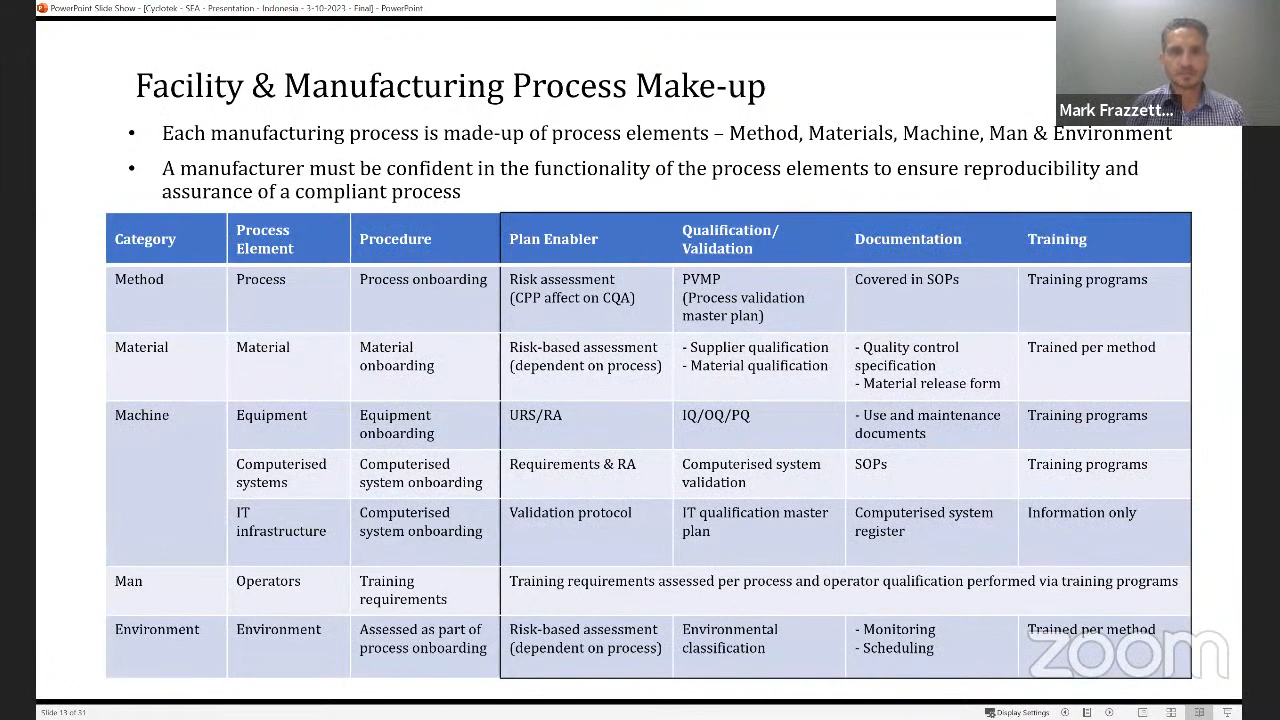 PowerPoint Slide Show - [Cyclotek - SEA - Presentation - Indonesia - 3-10-2023 - Final] - PowerPoint
Mark Frazzett...
Facility & Manufacturing Process Make-up
• Each manufacturing process is made-up of process elements – Method, Materials, Machine, Man & Environment
• A manufacturer must be confident in the functionality of the process elements to ensure reproducibility and
assurance of a compliant process
Category
Process
Element
Procedure
Plan Enabler
Qualification/
Validation
Documentation
Training
Method
Process
Process onboarding
Risk assessment
(CPP affect on CQA)
PVMP
(Process validation
master plan)
Covered in SOPs
Training programs
Material
Material
Material
onboarding
Risk-based assessment
(dependent on process)
- Supplier qualification
- Material qualification
- Quality control
specification
- Material release form
Trained per method
Machine
Equipment
Equipment
onboarding
URS/RA
IQ/OQ/PQ
- Use and maintenance
documents
Training programs
Computerised
systems
Computerised
system onboarding
Requirements & RA
Computerised system
validation
SOPs
Training programs
IT
infrastructure
Computerised
system onboarding
Validation protocol
IT qualification master
plan
Computerised system
register
Information only
Man
Operators
Training
requirements
Training requirements assessed per process and operator qualification performed via training programs
Environment
Environment
Assessed as part of
process onboarding
Risk-based assessment
(dependent on process)
Environmental
classification
- Monitoring
- Scheduling
Trained per method
zoom
Slide 13 of 31
Display Settings